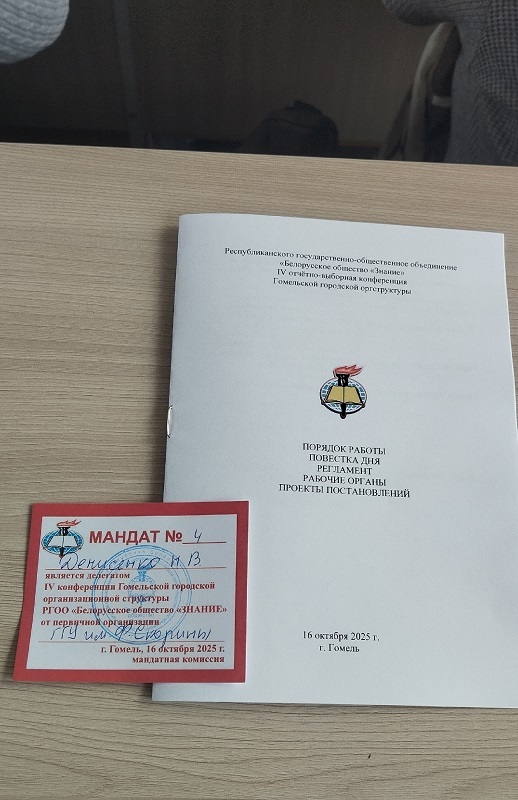 Республиканского государственно-общественное объединение
«Белорусское общество «Знание»
IV отчётно-выборная конференция
Гомельской городской оргструктуры
ПОРЯДОК РАБОТЫ
ПОВЕСТКА ДНЯ
РЕГЛАМЕНТ
РАБОЧИЕ ОРГАНЫ
ПРОЕКТЫ ПОСТАНОВЛЕНИЙ
16 октября 2025 г.
г. Гомель
МАНДАТ № 4
Денисенко Н В
является делегатом
IV конференции Гомельской городской
организационной структуры
РГОО «Белорусское общество «ЗНАНИЕ»
от первичной организации
ГГУ им Ф. Скорины
г. Гомель, 16 октября 2025 г.
мандатная комиссия